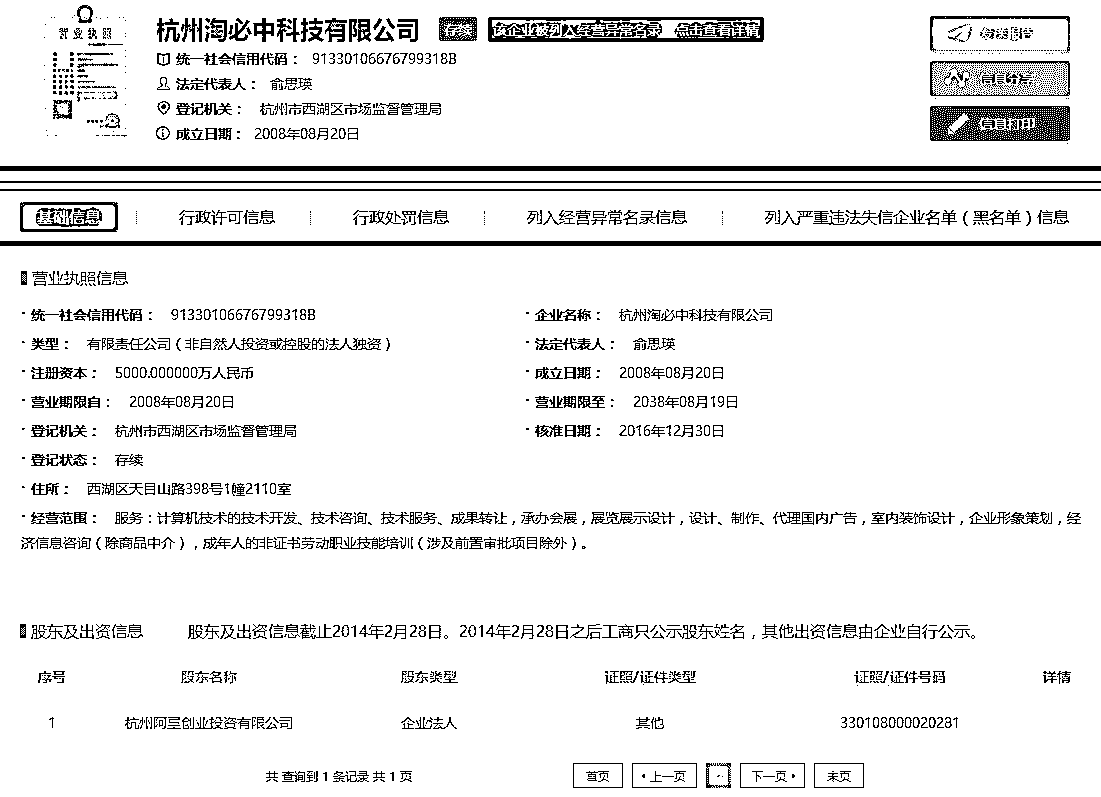 营业执照
杭州淘必中科技有限公司 存续 该企业被列入经营异常名录 点击查看详情
统一社会信用代码： 91330106676799318B
法定代表人： 俞思瑛
登记机关： 杭州市西湖区市场监督管理局
成立日期： 2008年08月20日
发送报告
信息分享
信息打印
基础信息 行政许可信息 行政处罚信息 列入经营异常名录信息 列入严重违法失信企业名单（黑名单）信息
营业执照信息
· 统一社会信用代码： 91330106676799318B · 企业名称： 杭州淘必中科技有限公司
· 类型： 有限责任公司（非自然人投资或控股的法人独资） · 法定代表人： 俞思瑛
· 注册资本： 5000.000000万人民币 · 成立日期： 2008年08月20日
· 营业期限自： 2008年08月20日 · 营业期限至： 2038年08月19日
· 登记机关： 杭州市西湖区市场监督管理局 · 核准日期： 2016年12月30日
· 登记状态： 存续
· 住所： 西湖区天目山路398号1幢2110室
· 经营范围： 服务：计算机技术的技术开发、技术咨询、技术服务、成果转让，承办会展，展览展示设计，设计、制作、代理国内广告，室内装饰设计，企业形象策划，经
济信息咨询（除商品中介），成年人的非证书劳动职业技能培训（涉及前置审批项目除外）。
股东及出资信息 股东及出资信息截止2014年2月28日。2014年2月28日之后工商只公示股东姓名，其他出资信息由企业自行公示。
序号 股东名称 股东类型 证照/证件类型 证照/证件号码 详情
1 杭州阿里创业投资有限公司 企业法人 其他 330108000020281
共 查询到 1 条记录 共 1 页 首页 ·上一页 下一页· 末页